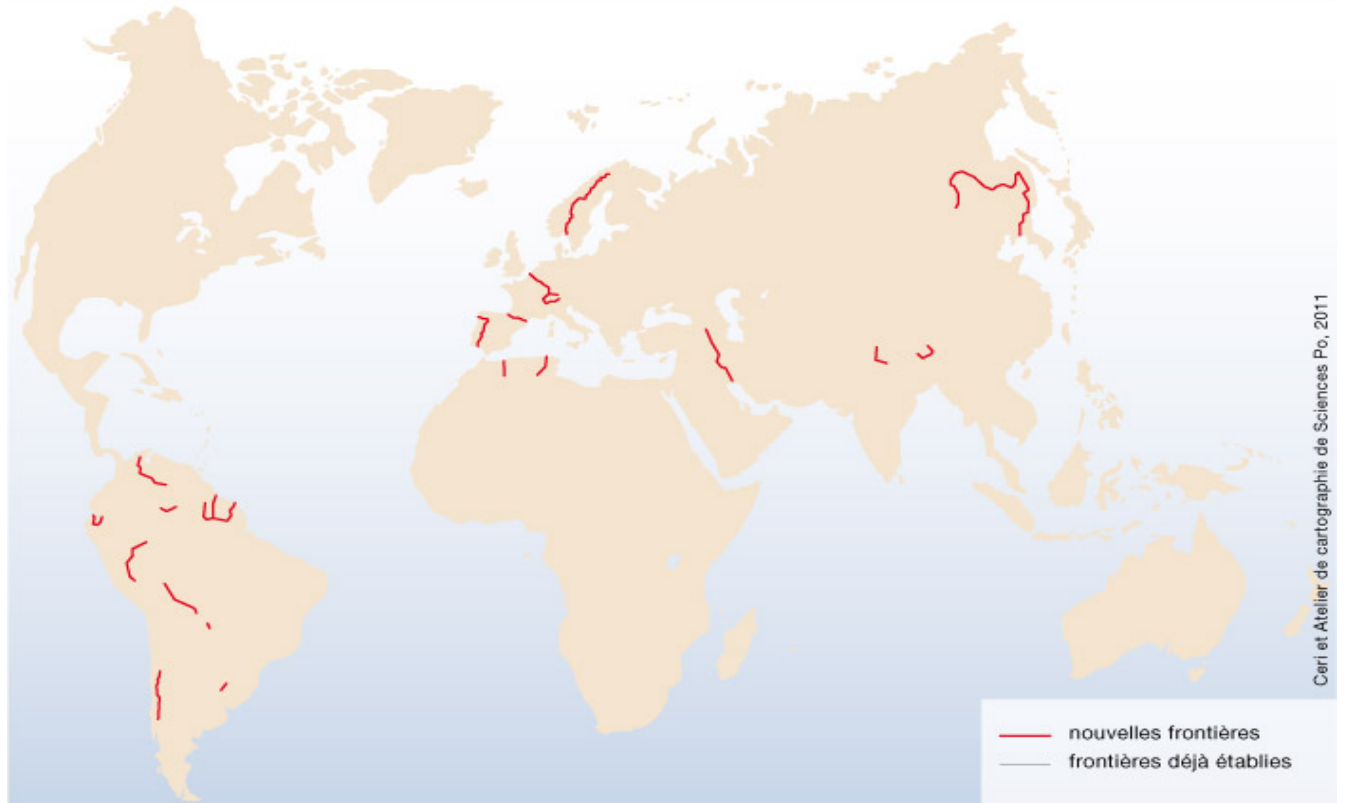 Ceri et Atelier de cartographie de Sciences Po, 2011
nouvelles frontières
frontières déjà établies